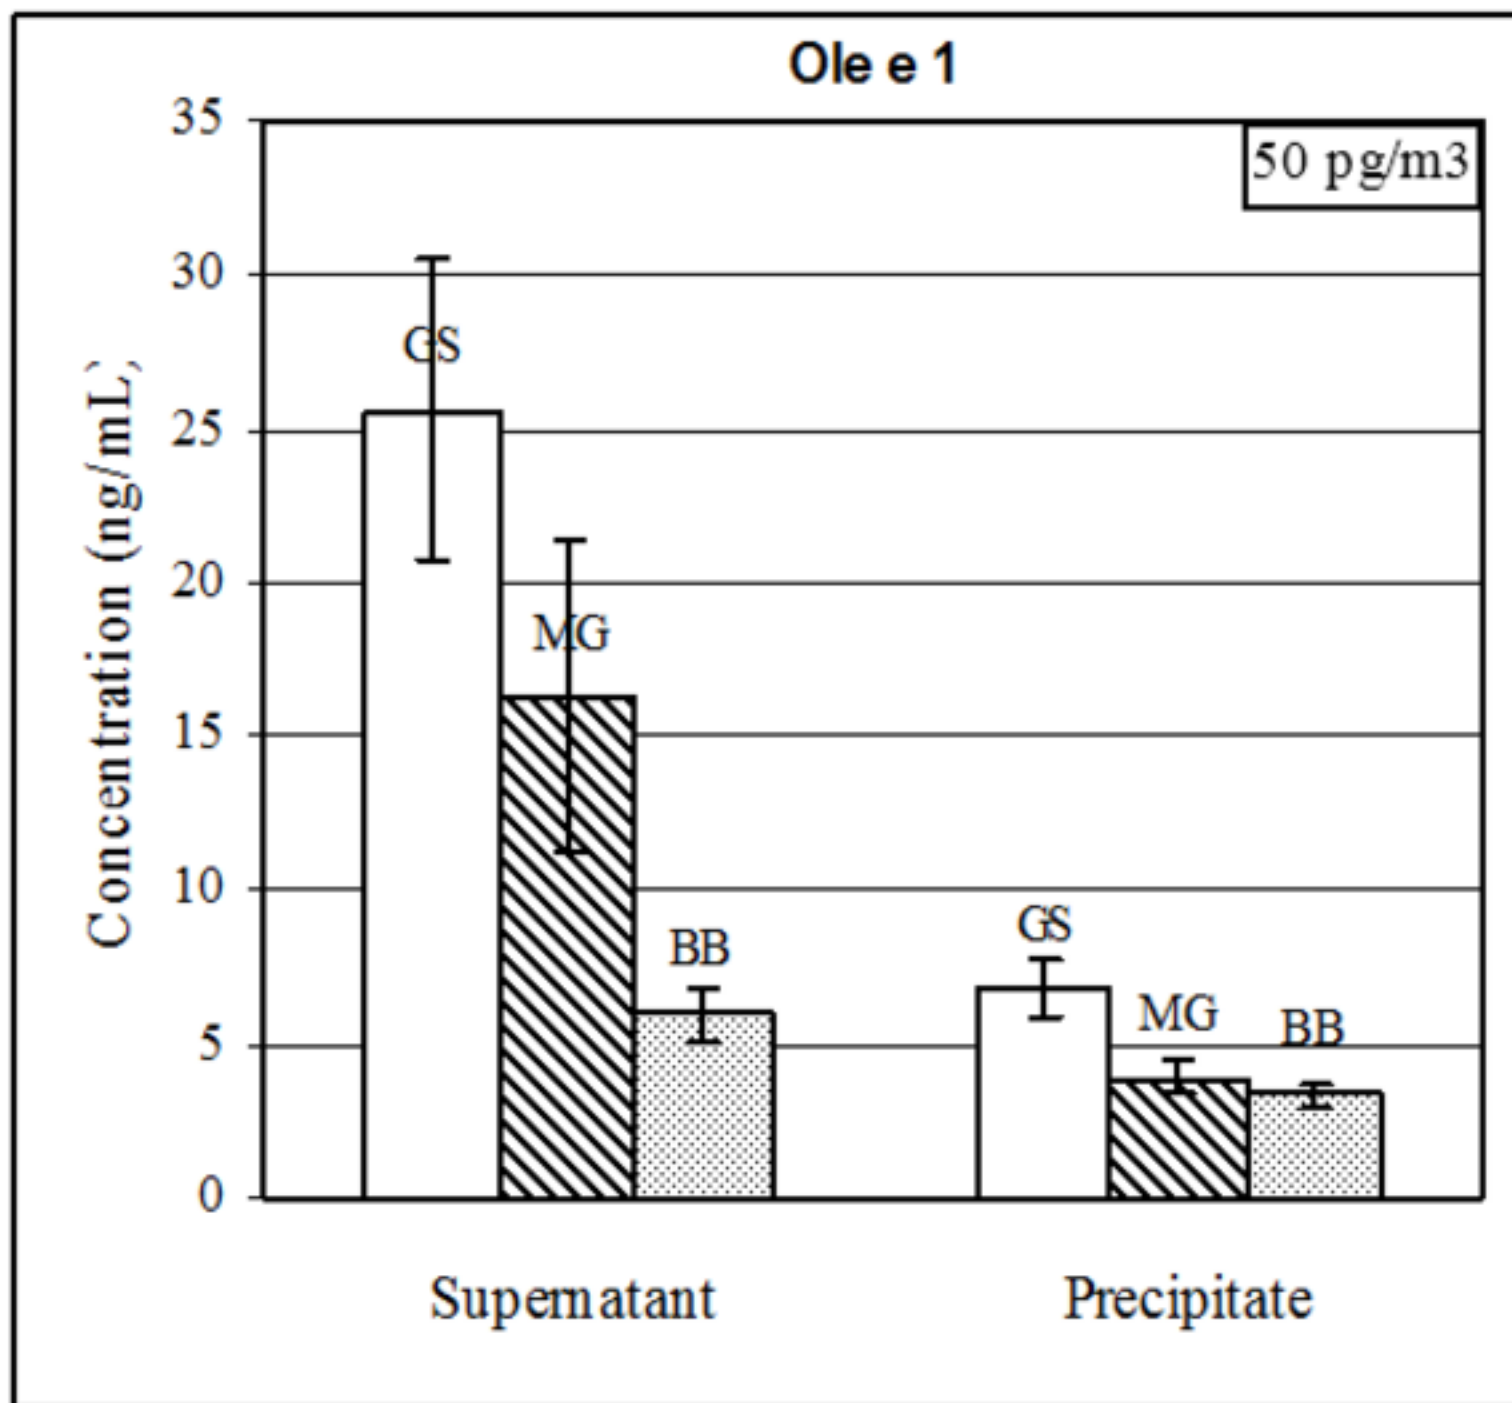 Ole e 1
50 pg/m3
35
30
25
20
15
10
5
0
Concentration (ng/mL)
GS
MG
BB
GS
MG
BB
Supernatant
Precipitate